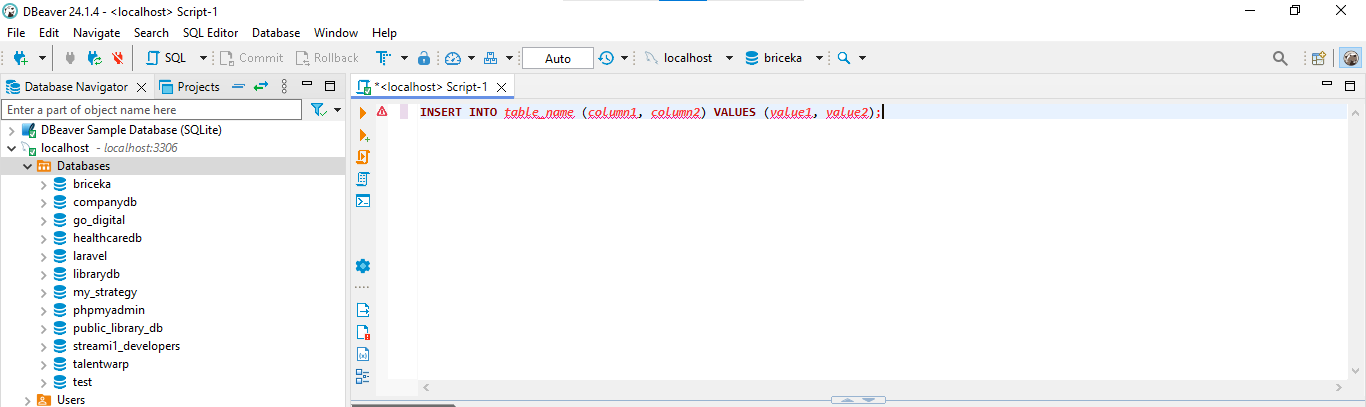 DBeaver 24.1.4 - <localhost> Script-1
File Edit Navigate Search SQL Editor Database Window Help
SQL Commit Rollback Auto localhost briceka
Database Navigator Projects
*<localhost> Script-1
Enter a part of object name here
INSERT INTO table_name (column1, column2) VALUES (value1, value2);
DBeaver Sample Database (SQLite)
localhost - localhost:3306
Databases
briceka
companydb
go_digital
healthcaredb
laravel
librarydb
my_strategy
phpmyadmin
public_library_db
streami1_developers
talentwarp
test
Users